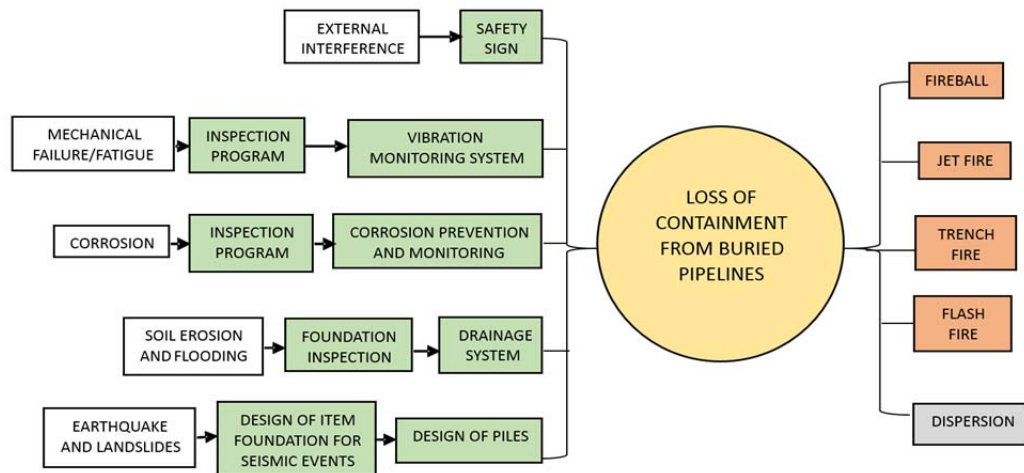 EXTERNAL
INTERFERENCE
SAFETY
SIGN
MECHANICAL
FAILURE/FATIGUE
INSPECTION
PROGRAM
VIBRATION
MONITORING SYSTEM
CORROSION
INSPECTION
PROGRAM
CORROSION PREVENTION
AND MONITORING
SOIL EROSION
AND FLOODING
FOUNDATION
INSPECTION
DRAINAGE
SYSTEM
EARTHQUAKE
AND LANDSLIDES
DESIGN OF ITEM
FOUNDATION FOR
SEISMIC EVENTS
DESIGN OF PILES
LOSS OF
CONTAINMENT
FROM BURIED
PIPELINES
FIREBALL
JET FIRE
TRENCH
FIRE
FLASH
FIRE
DISPERSION